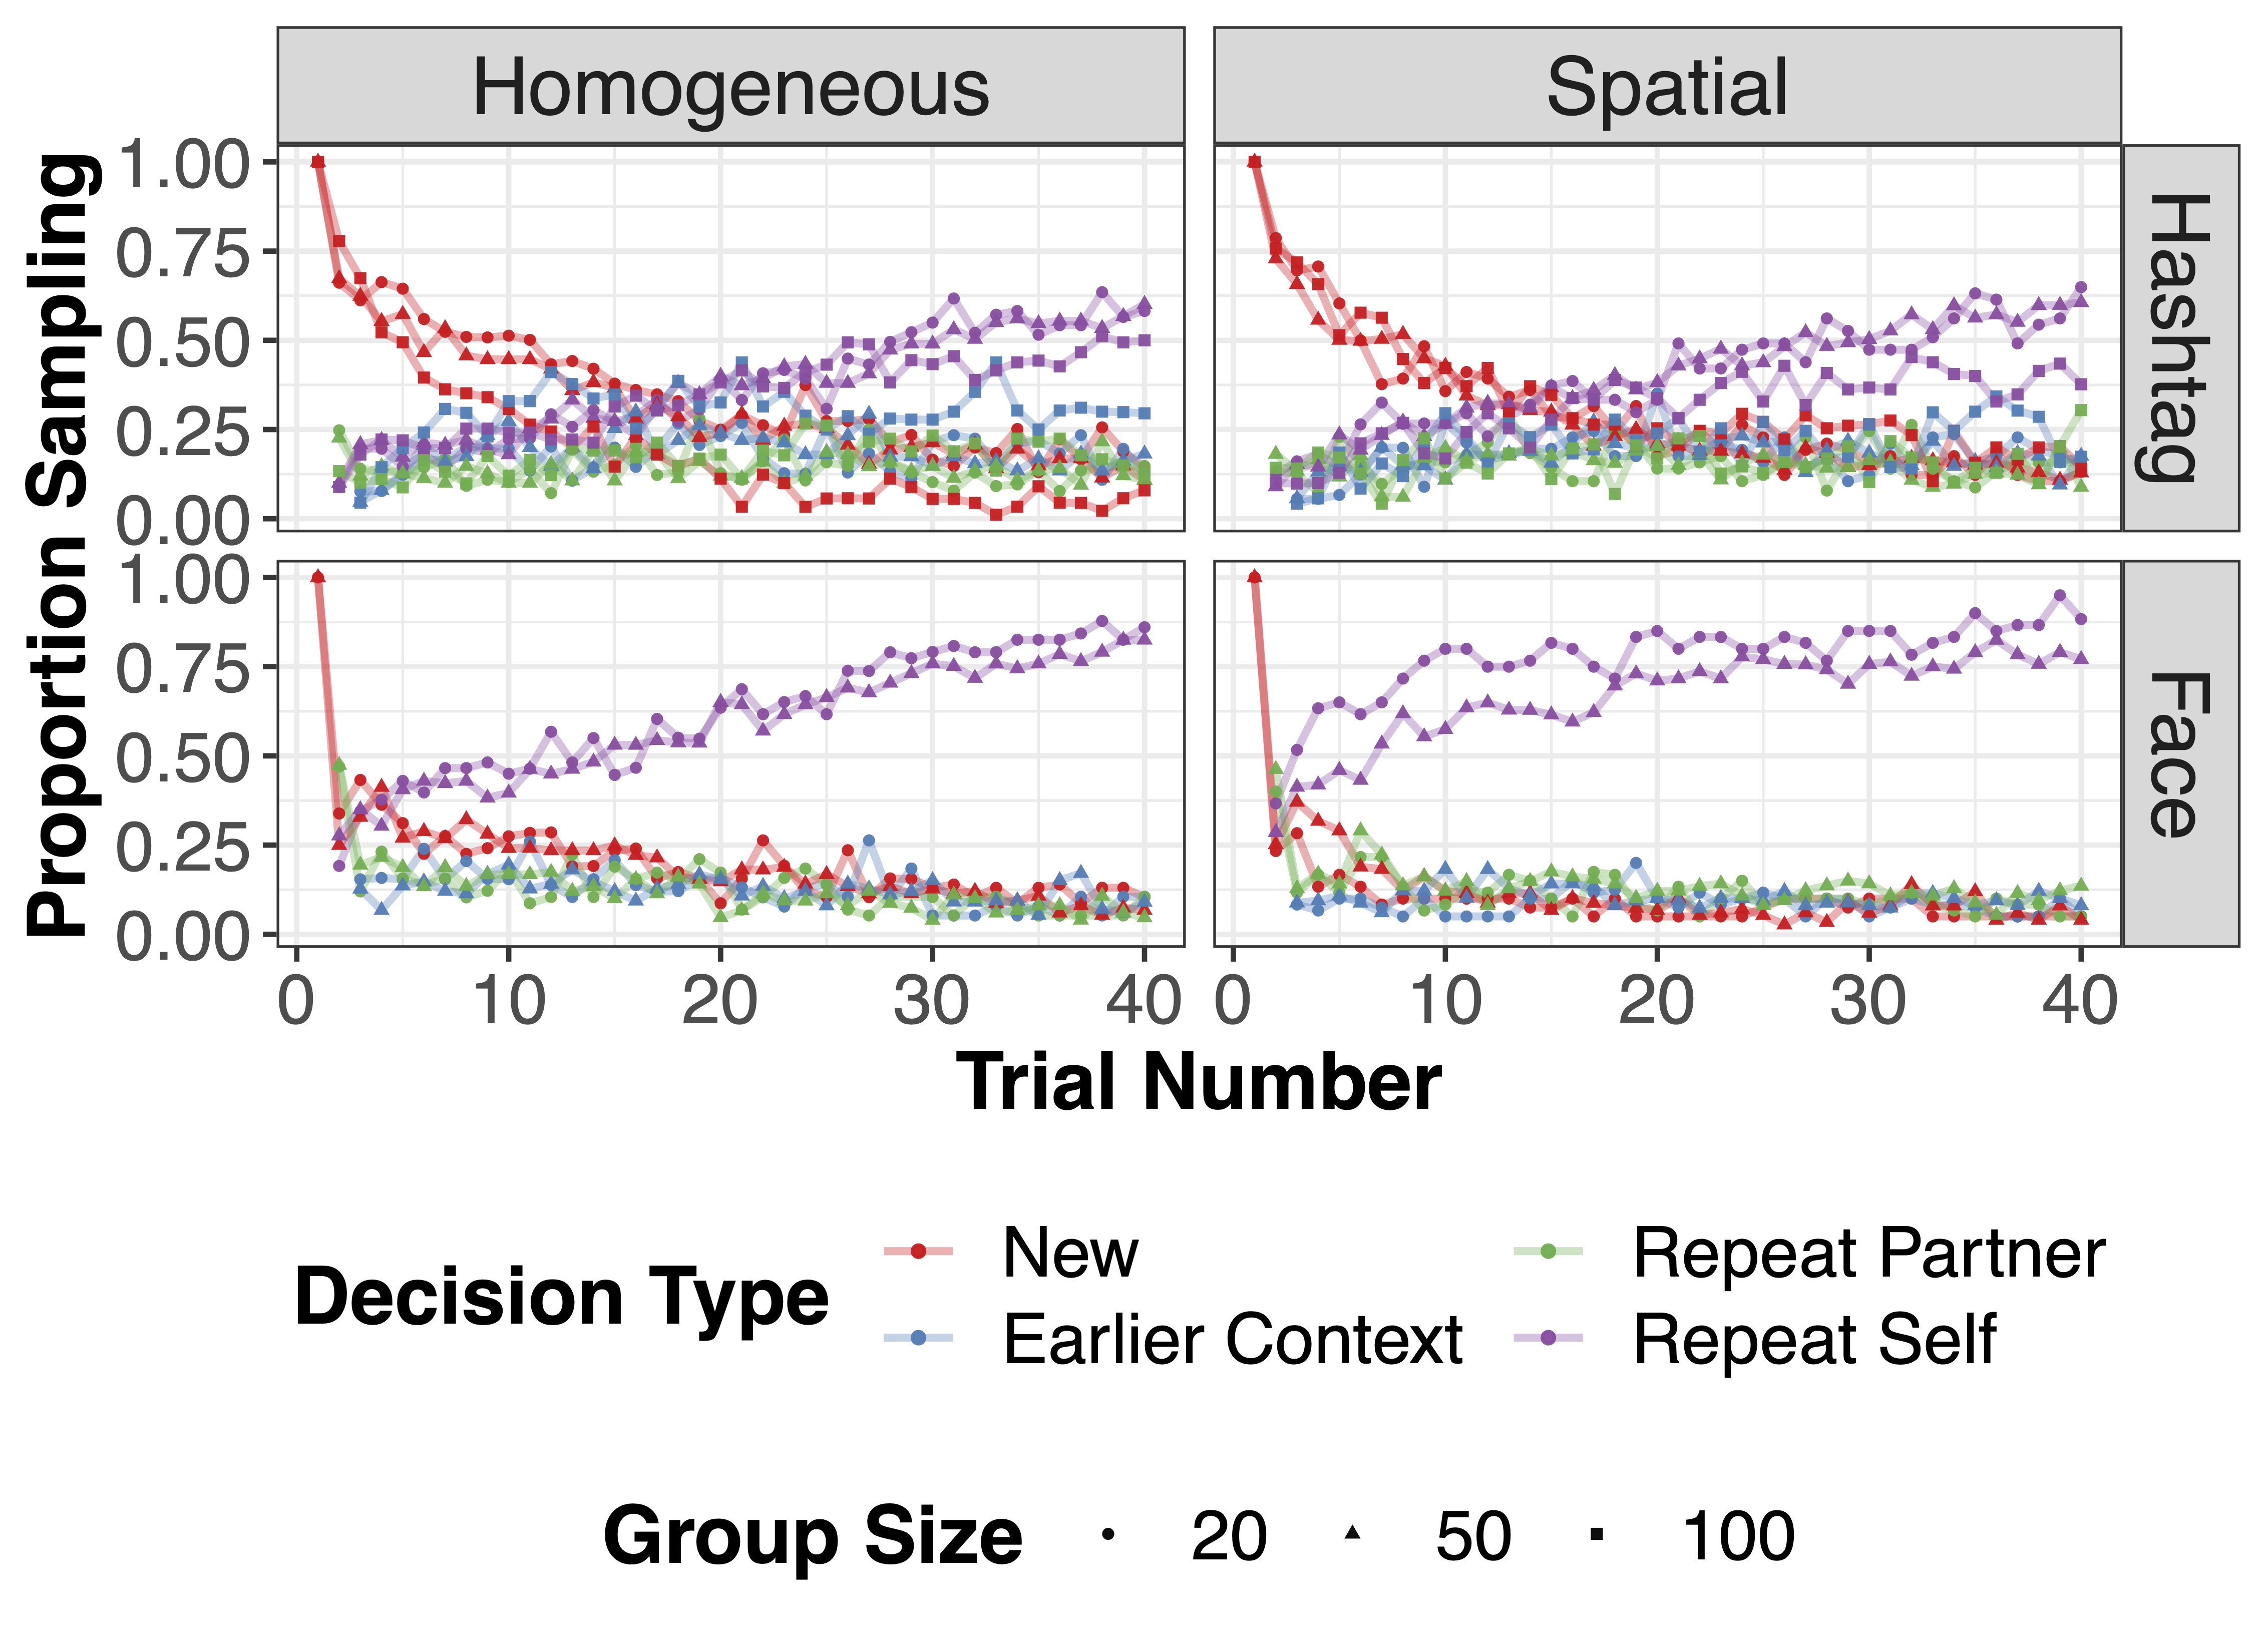 Homogeneous
Spatial
Proportion Sampling
1.00
0.75
0.50
0.25
0.00
Hashtag
1.00
0.75
0.50
0.25
0.00
Face
0 10 20 30 40
0 10 20 30 40
Trial Number
Decision Type
New
Repeat Partner
Earlier Context
Repeat Self
Group Size 20 50 100